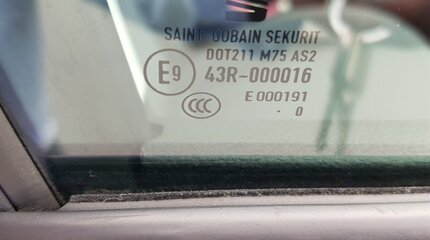 SAINT-GOBAIN SEKURIT
DOT211 M75 AS2
E9 43R-000016
CCC E 000191
- 0